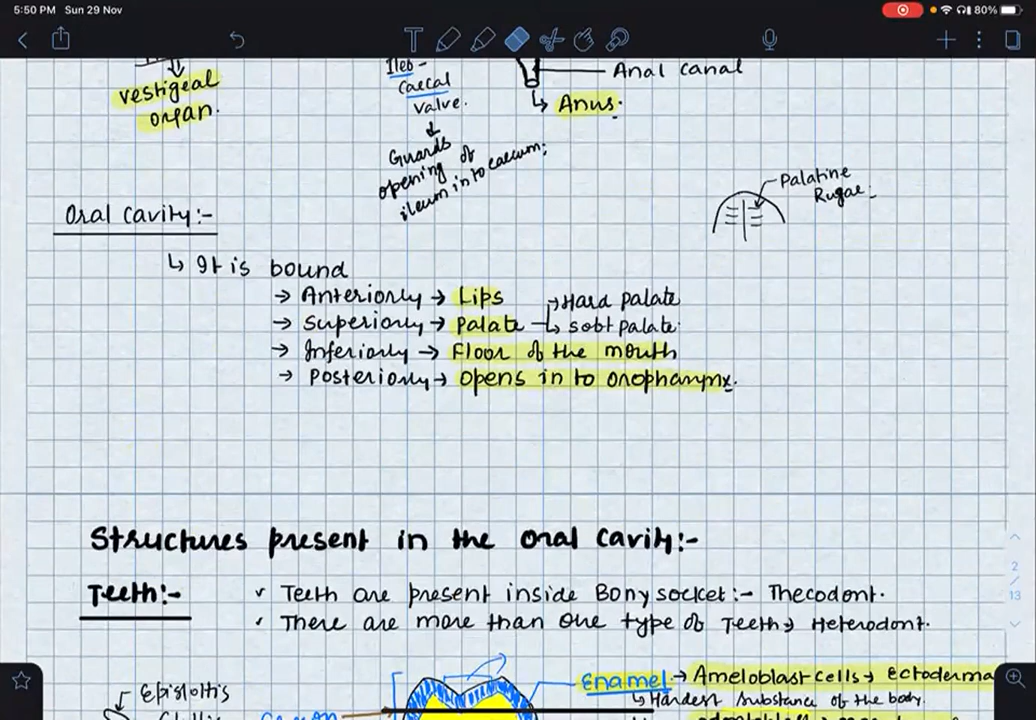 5:50 PM Sun 29 Nov
80%
Vestigeal
organ.
Ileo-
Caecal
valve.
Guards
opening of
ileum in to caecum;
Anal canal
Anus.
Palatine
Rugae:
Oral cavity:-
↳ It is bound
→ Anteriorly → Lips
→ Superiorly → Palate → Hard palate
↳ soft palate
→ Inferiorly → Floor of the mouth
→ Posteriorly → opens in to oropharynx.
Structures present in the oral cavity:-
Teeth:-
Teeth are present inside Bony socket:- Thecodont.
There are more than one type of Teeth → Heterodont.
Enamel → Ameloblast cells → ectoderma
↳ Hardest substance of the body.
2
13